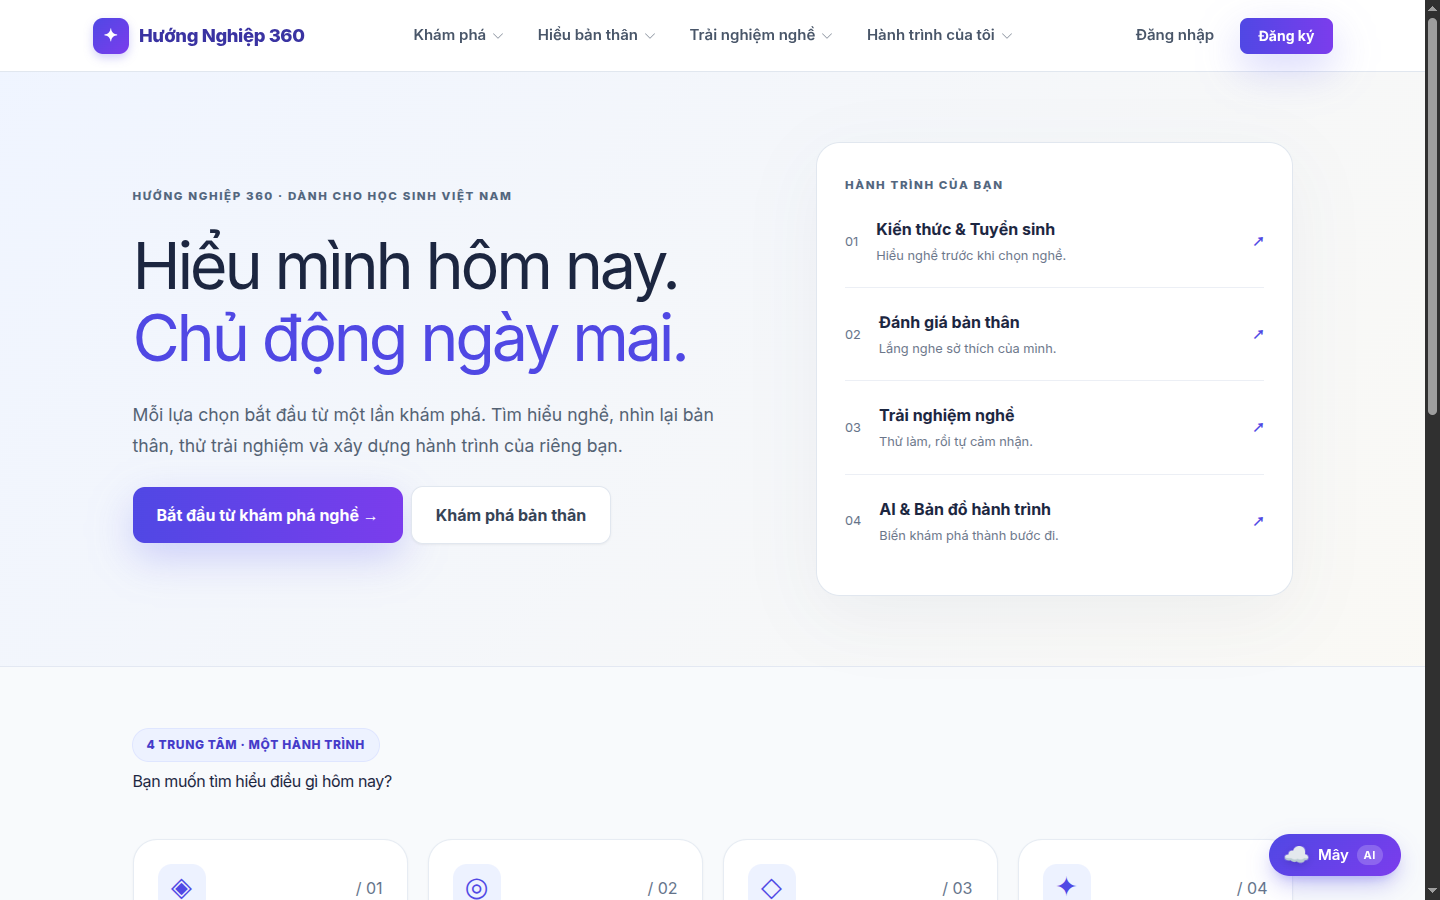 Hướng Nghiệp 360
Khám phá
Hiểu bản thân
Trải nghiệm nghề
Hành trình của tôi
Đăng nhập
Đăng ký
HƯỚNG NGHIỆP 360 · DÀNH CHO HỌC SINH VIỆT NAM
Hiểu mình hôm nay.
Chủ động ngày mai.
Mỗi lựa chọn bắt đầu từ một lần khám phá. Tìm hiểu nghề, nhìn lại bản
thân, thử trải nghiệm và xây dựng hành trình của riêng bạn.
Bắt đầu từ khám phá nghề →
Khám phá bản thân
HÀNH TRÌNH CỦA BẠN
01
Kiến thức & Tuyển sinh
Hiểu nghề trước khi chọn nghề.
02
Đánh giá bản thân
Lắng nghe sở thích của mình.
03
Trải nghiệm nghề
Thử làm, rồi tự cảm nhận.
04
AI & Bản đồ hành trình
Biến khám phá thành bước đi.
4 TRUNG TÂM · MỘT HÀNH TRÌNH
Bạn muốn tìm hiểu điều gì hôm nay?
/ 01
/ 02
/ 03
/ 04
Mây AI